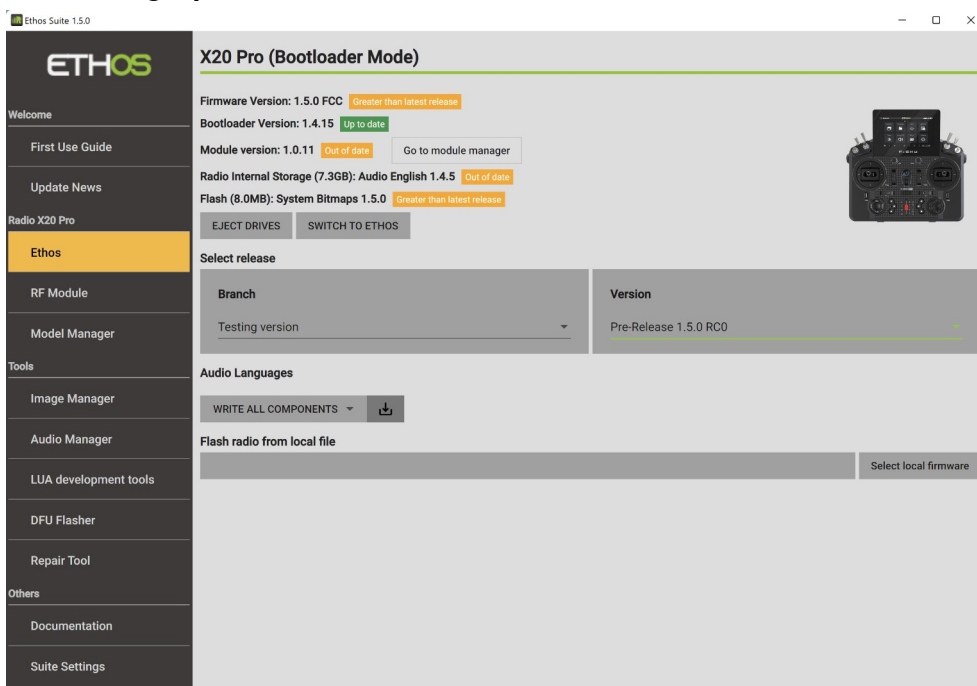 Ethos Suite 1.5.0
ETHOS
Welcome
First Use Guide
Update News
Radio X20 Pro
Ethos
RF Module
Model Manager
Tools
Image Manager
Audio Manager
LUA development tools
DFU Flasher
Repair Tool
Others
Documentation
Suite Settings
X20 Pro (Bootloader Mode)
Firmware Version: 1.5.0 FCC Greater than latest release
Bootloader Version: 1.4.15 Up to date
Module version: 1.0.11 Out of date Go to module manager
Radio Internal Storage (7.3GB): Audio English 1.4.5 Out of date
Flash (8.0MB): System Bitmaps 1.5.0 Greater than latest release
EJECT DRIVES SWITCH TO ETHOS
Select release
Branch
Testing version
Version
Pre-Release 1.5.0 RC0
Audio Languages
WRITE ALL COMPONENTS
Flash radio from local file
Select local firmware